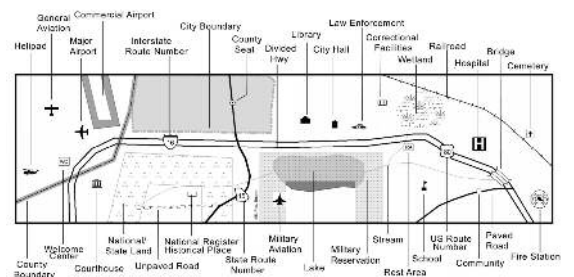 General
Aviation
Commercial Airport
Helipad
Major
Airport
Interstate
Route Number
City Boundary
County
Seat
Divided
Hwy
Library
City Hall
Law Enforcement
Correctional
Facilities
Wetland
Railroad
Hospital
Bridge
Cemetery
16
H
County
Boundary
Welcome
Center
Courthouse
National/
State Land
Unpaved Road
National Register
Historical Place
State Route
Number
Military
Aviation
Lake
Military
Reservation
Stream
Rest Area
School
US Route
Number
Community
Paved
Road
Fire Station